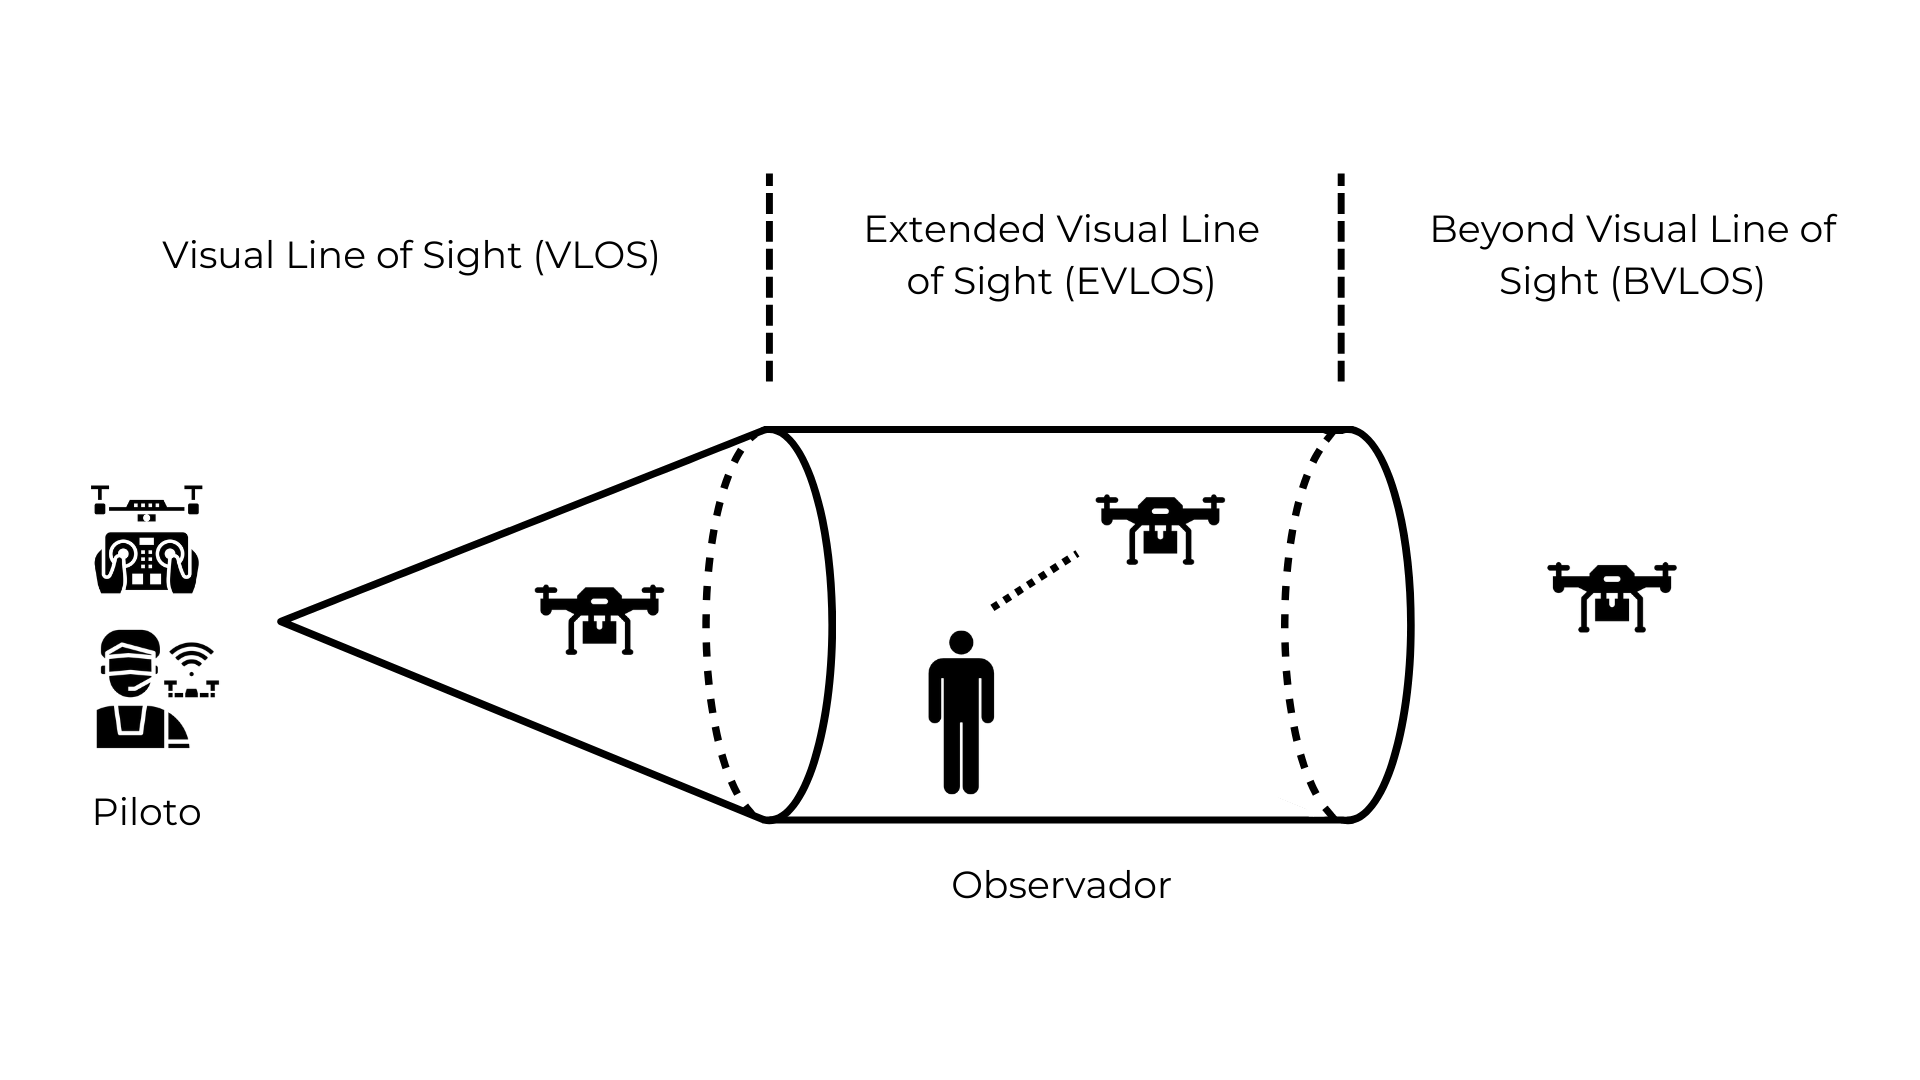 Visual Line of Sight (VLOS)
Extended Visual Line
of Sight (EVLOS)
Beyond Visual Line of
Sight (BVLOS)
Piloto
Observador